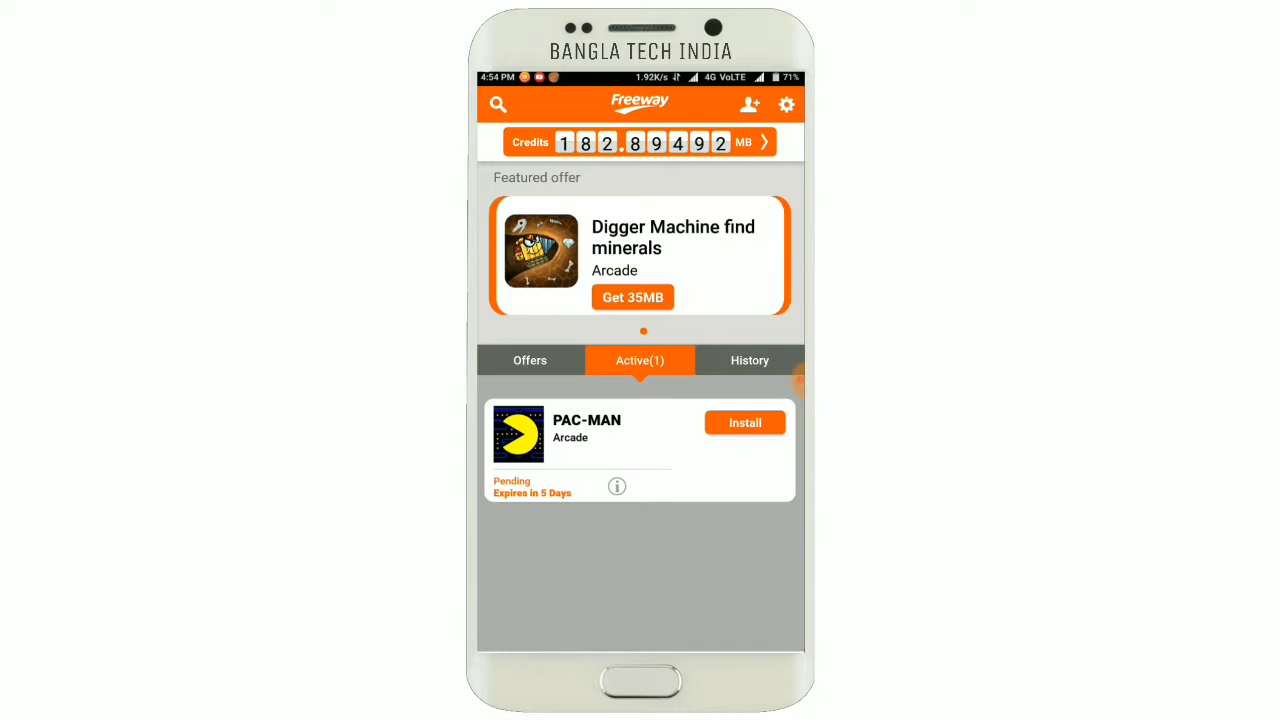 BANGLA TECH INDIA
4:54 PM 1.92K/s 4G VoLTE 71%
Freeway
Credits 182.89492 MB
Featured offer
Digger Machine find
minerals
Arcade
Get 35MB
Offers Active(1) History
PAC-MAN
Arcade
Install
Pending
Expires in 5 Days